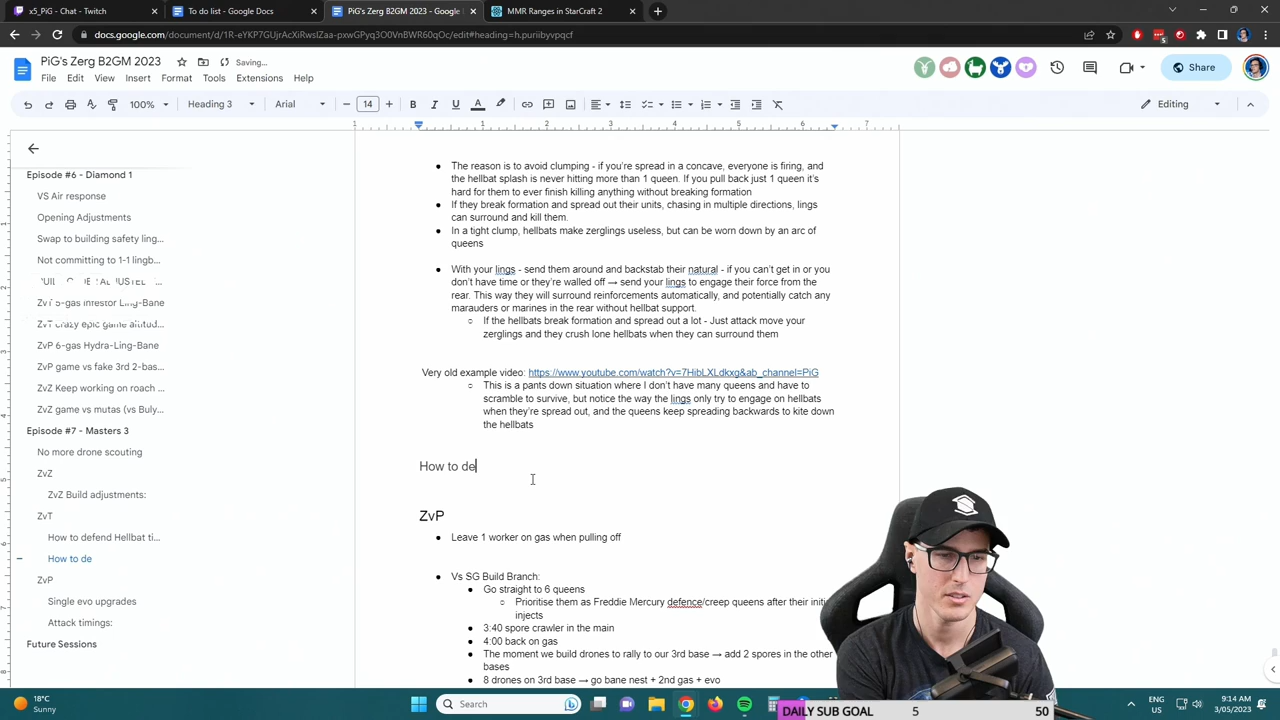 x5_PiG - Twitch
To do list - Google Docs
PiG's Zerg B2GM 2023 - Google
MMR Ranges in StarCraft 2
docs.google.com/document/d/1R-eYKP7GUjrAcXiRwsIZaa-pxwGPyq3O0VnBWR60qOc/edit#heading=h.puriibyvpqcf
PiG's Zerg B2GM 2023
Saving...
File Edit View Insert Format Tools Extensions Help
Share
100% Heading 3 Arial 14 Editing
1 1 2 3 4 5 6 7
Episode #6 - Diamond 1
VS Air response
Opening Adjustments
Swap to building safety ling...
Not committing to 1-1 lingb...
ZvT 5-gas Infestor Ling-Bane
ZvT crazy epic game altitud...
ZvP 6-gas Hydra-Ling-Bane
ZvP game vs fake 3rd 2-bas...
ZvZ Keep working on roach ...
ZvZ game vs mutas (vs Buly...
Episode #7 - Masters 3
No more drone scouting
ZvZ
ZvZ Build adjustments:
ZvT
How to defend Hellbat ti...
How to de
ZvP
Single evo upgrades
Attack timings:
Future Sessions
● The reason is to avoid clumping - if you're spread in a concave, everyone is firing, and
the hellbat splash is never hitting more than 1 queen. If you pull back just 1 queen it's
hard for them to ever finish killing anything without breaking formation
● If they break formation and spread out their units, chasing in multiple directions, lings
can surround and kill them.
● In a tight clump, hellbats make zerglings useless, but can be worn down by an arc of
queens
● With your lings - send them around and backstab their natural - if you can't get in or you
don't have time or they're walled off → send your lings to engage their force from the
rear. This way they will surround reinforcements automatically, and potentially catch any
marauders or marines in the rear without hellbat support.
○ If the hellbats break formation and spread out a lot - Just attack move your
zerglings and they crush lone hellbats when they can surround them
Very old example video: https://www.youtube.com/watch?v=7HibLXLdkxg&ab_channel=PiG
○ This is a pants down situation where I don't have many queens and have to
scramble to survive, but notice the way the lings only try to engage on hellbats
when they're spread out, and the queens keep spreading backwards to kite down
the hellbats
How to de
ZvP
● Leave 1 worker on gas when pulling off
● Vs SG Build Branch:
● Go straight to 6 queens
○ Prioritise them as Freddie Mercury defence/creep queens after their
injects
● 3:40 spore crawler in the main
● 4:00 back on gas
● The moment we build drones to rally to our 3rd base → add 2 spores in the other
bases
● 8 drones on 3rd base → go bane nest + 2nd gas + evo
18°C
Sunny
Search
ENG
US
9:14 AM
3/05/2023
DAILY SUB GOAL 5 50